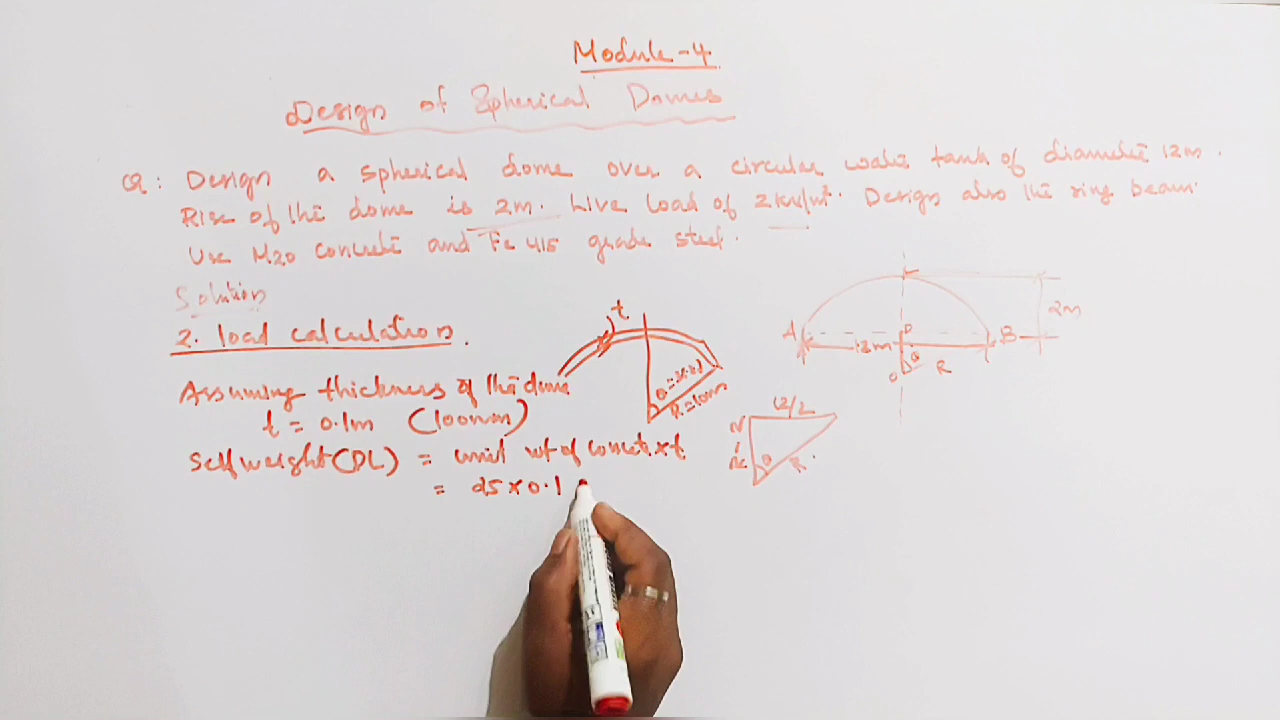 Module-4
Design of Spherical Domes
Q: Design a spherical dome over a circular water tank of diameter 12m.
Rise of the dome is 2m. Live load of 2kN/m². Design also the ring beam
Use M20 concrete and Fe 415 grade steel.
Solution
2. load calculation.
Assuming thickness of the dome
t = 0.1m (100mm)
Self weight (DL) = unit wt of concrete x t
= 25 x 0.1
t
R = 10m
A
12m
P
B
2m
O
θ
R
12/2
θ
R